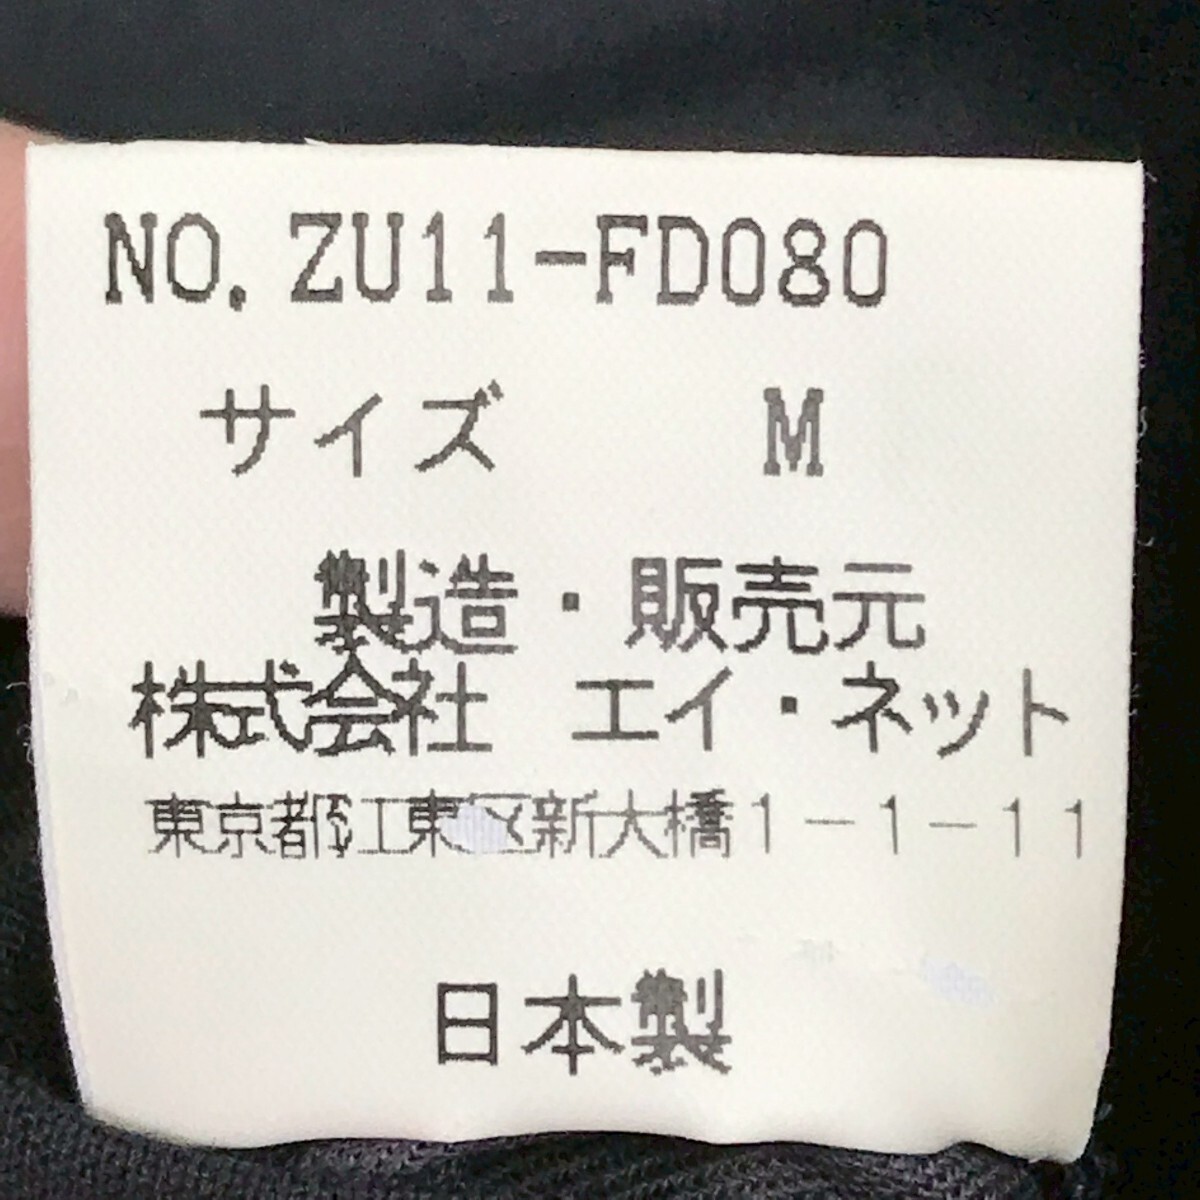 NO.ZU11-FD080
サイズ M
製造・販売元
株式会社 エイ・ネット
東京都江東区新大橋1-1-11
日本製